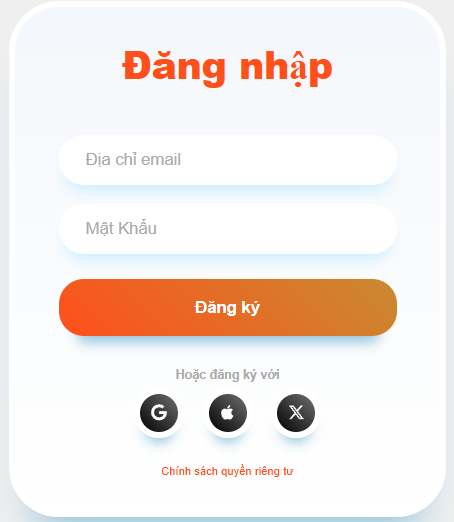 Đăng nhập
Địa chỉ email
Mật Khẩu
Đăng ký
Hoặc đăng ký với
Chính sách quyền riêng tư